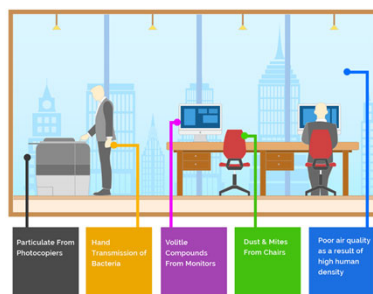 Particulate From
Photocopiers
Hand
Transmission of
Bacteria
Volitle
Compounds
From Monitors
Dust & Mites
From Chairs
Poor air quality
as a result of
high human
density